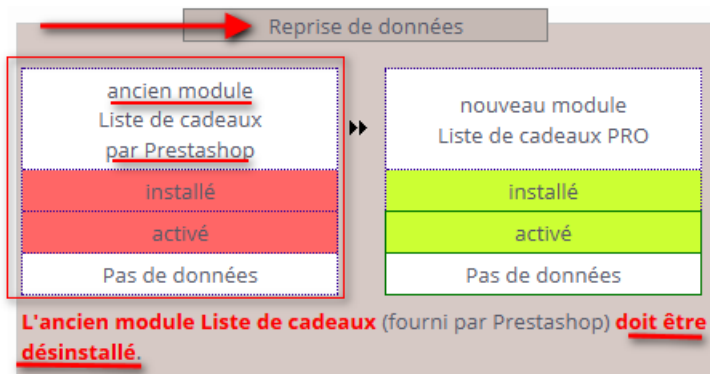 Reprise de données
ancien module
Liste de cadeaux
par Prestashop
installé
activé
Pas de données
nouveau module
Liste de cadeaux PRO
installé
activé
Pas de données
L'ancien module Liste de cadeaux (fourni par Prestashop) doit être
désinstallé.